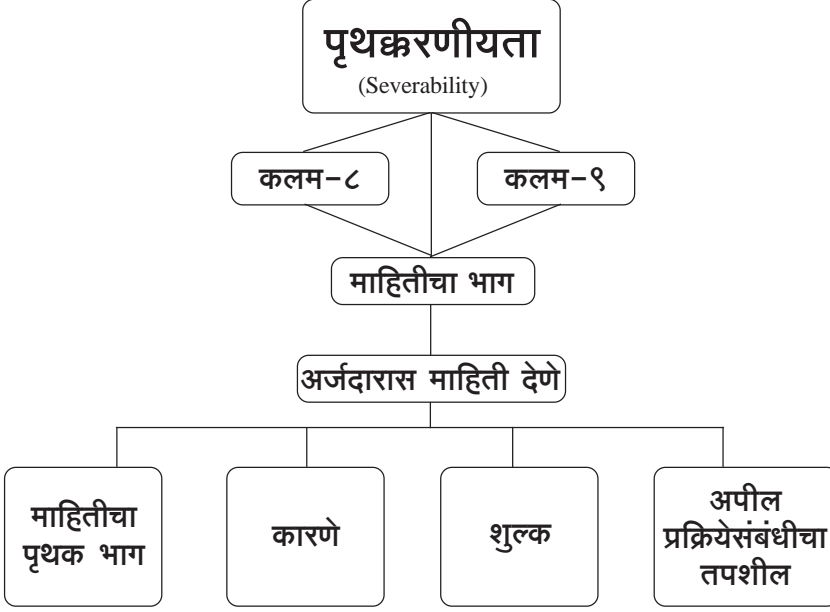 पृथक्करणीयता
(Severability)
कलम-८
कलम-९
माहितीचा भाग
अर्जदारास माहिती देणे
माहितीचा
पृथक भाग
कारणे
शुल्क
अपील
प्रक्रियेसंबंधीचा
तपशील